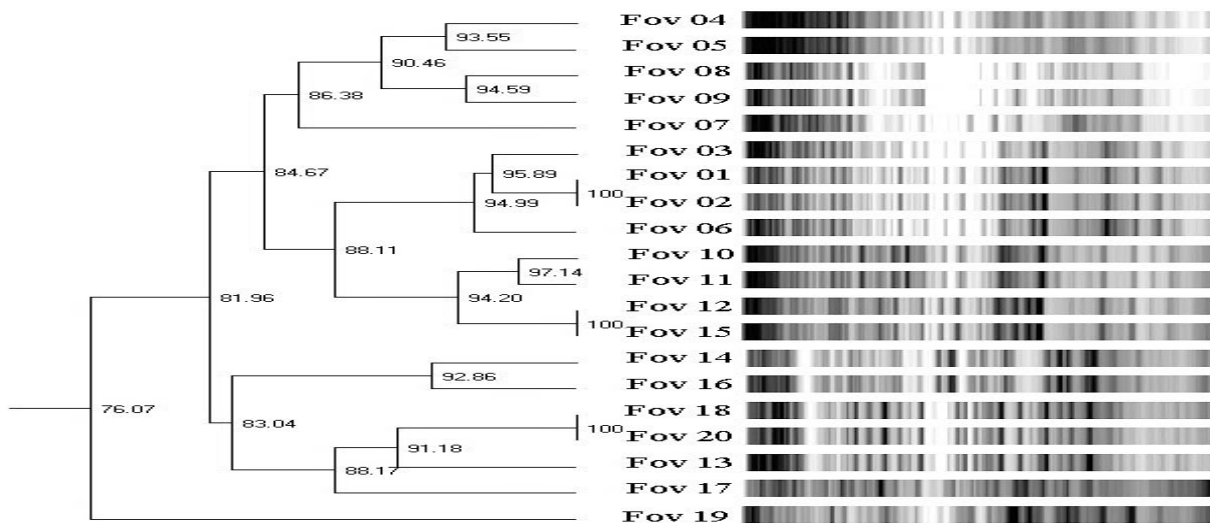 93.55 Fov 04
90.46 Fov 05
Fov 08
86.38 94.59 Fov 09
Fov 07
84.67 Fov 03
95.89 Fov 01
94.99 100 Fov 02
Fov 06
88.11 Fov 10
97.14 Fov 11
81.96 94.20 Fov 12
100 Fov 15
Fov 14
92.86 Fov 16
76.07 Fov 18
83.04 100 Fov 20
91.18 Fov 13
88.17 Fov 17
Fov 19